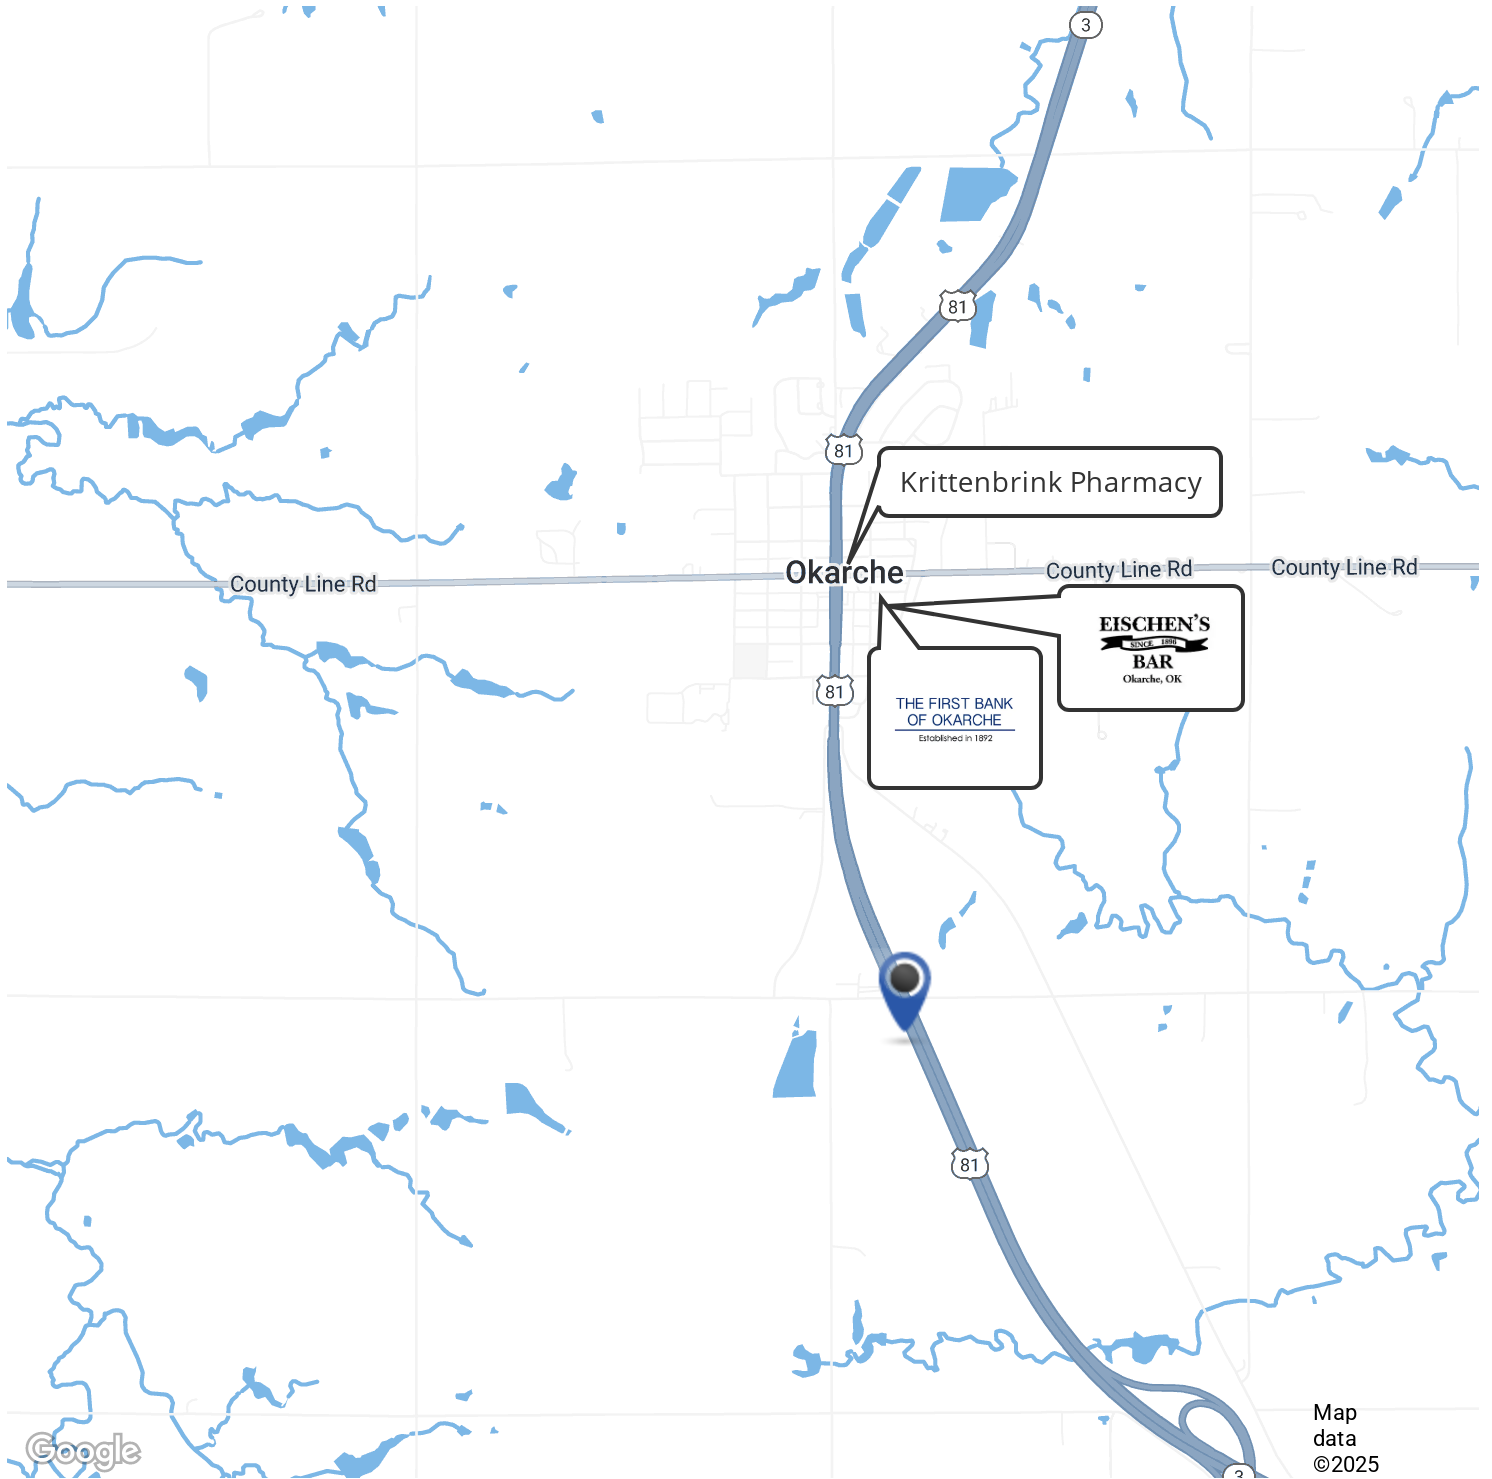 3
81
81
Krittenbrink Pharmacy
Okarche
County Line Rd
County Line Rd
County Line Rd
EISCHEN'S
SINCE 1896
BAR
Okarche, OK
81
THE FIRST BANK
OF OKARCHE
Established in 1892
81
Map
data
©2025
Google
3